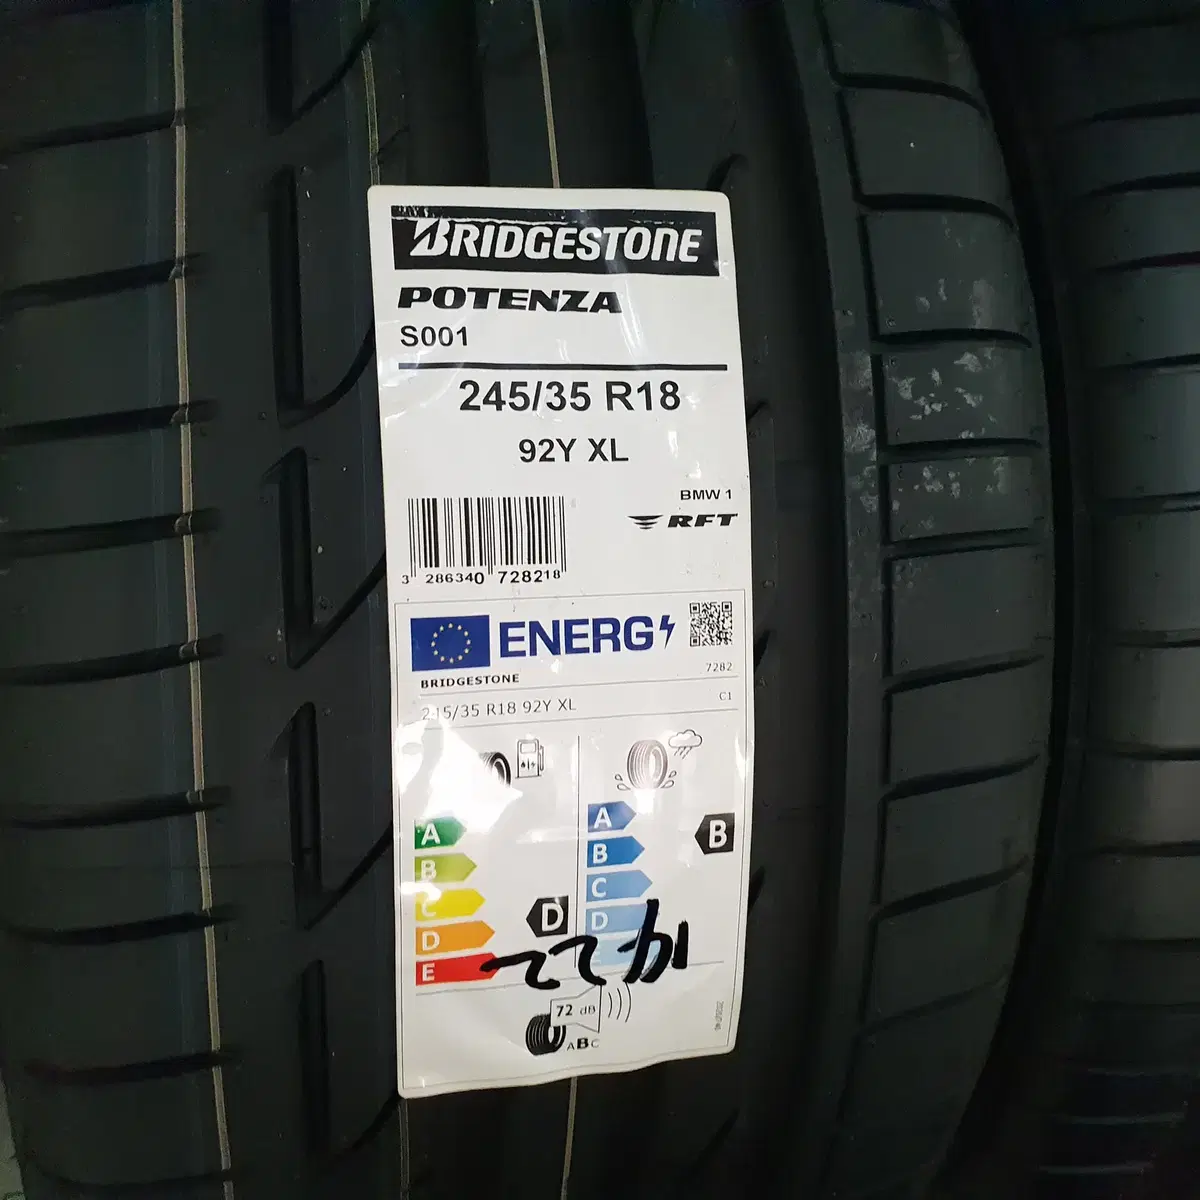 BRIDGESTONE
POTENZA
S001
245/35 R18
92Y XL
BMW 1
RFT
3 286340 728218
ENERG
BRIDGESTONE
7282
245/35 R18 92Y XL
C1
A
B
C
D
E
D
A
B
C
D
B
72 dB
ABC